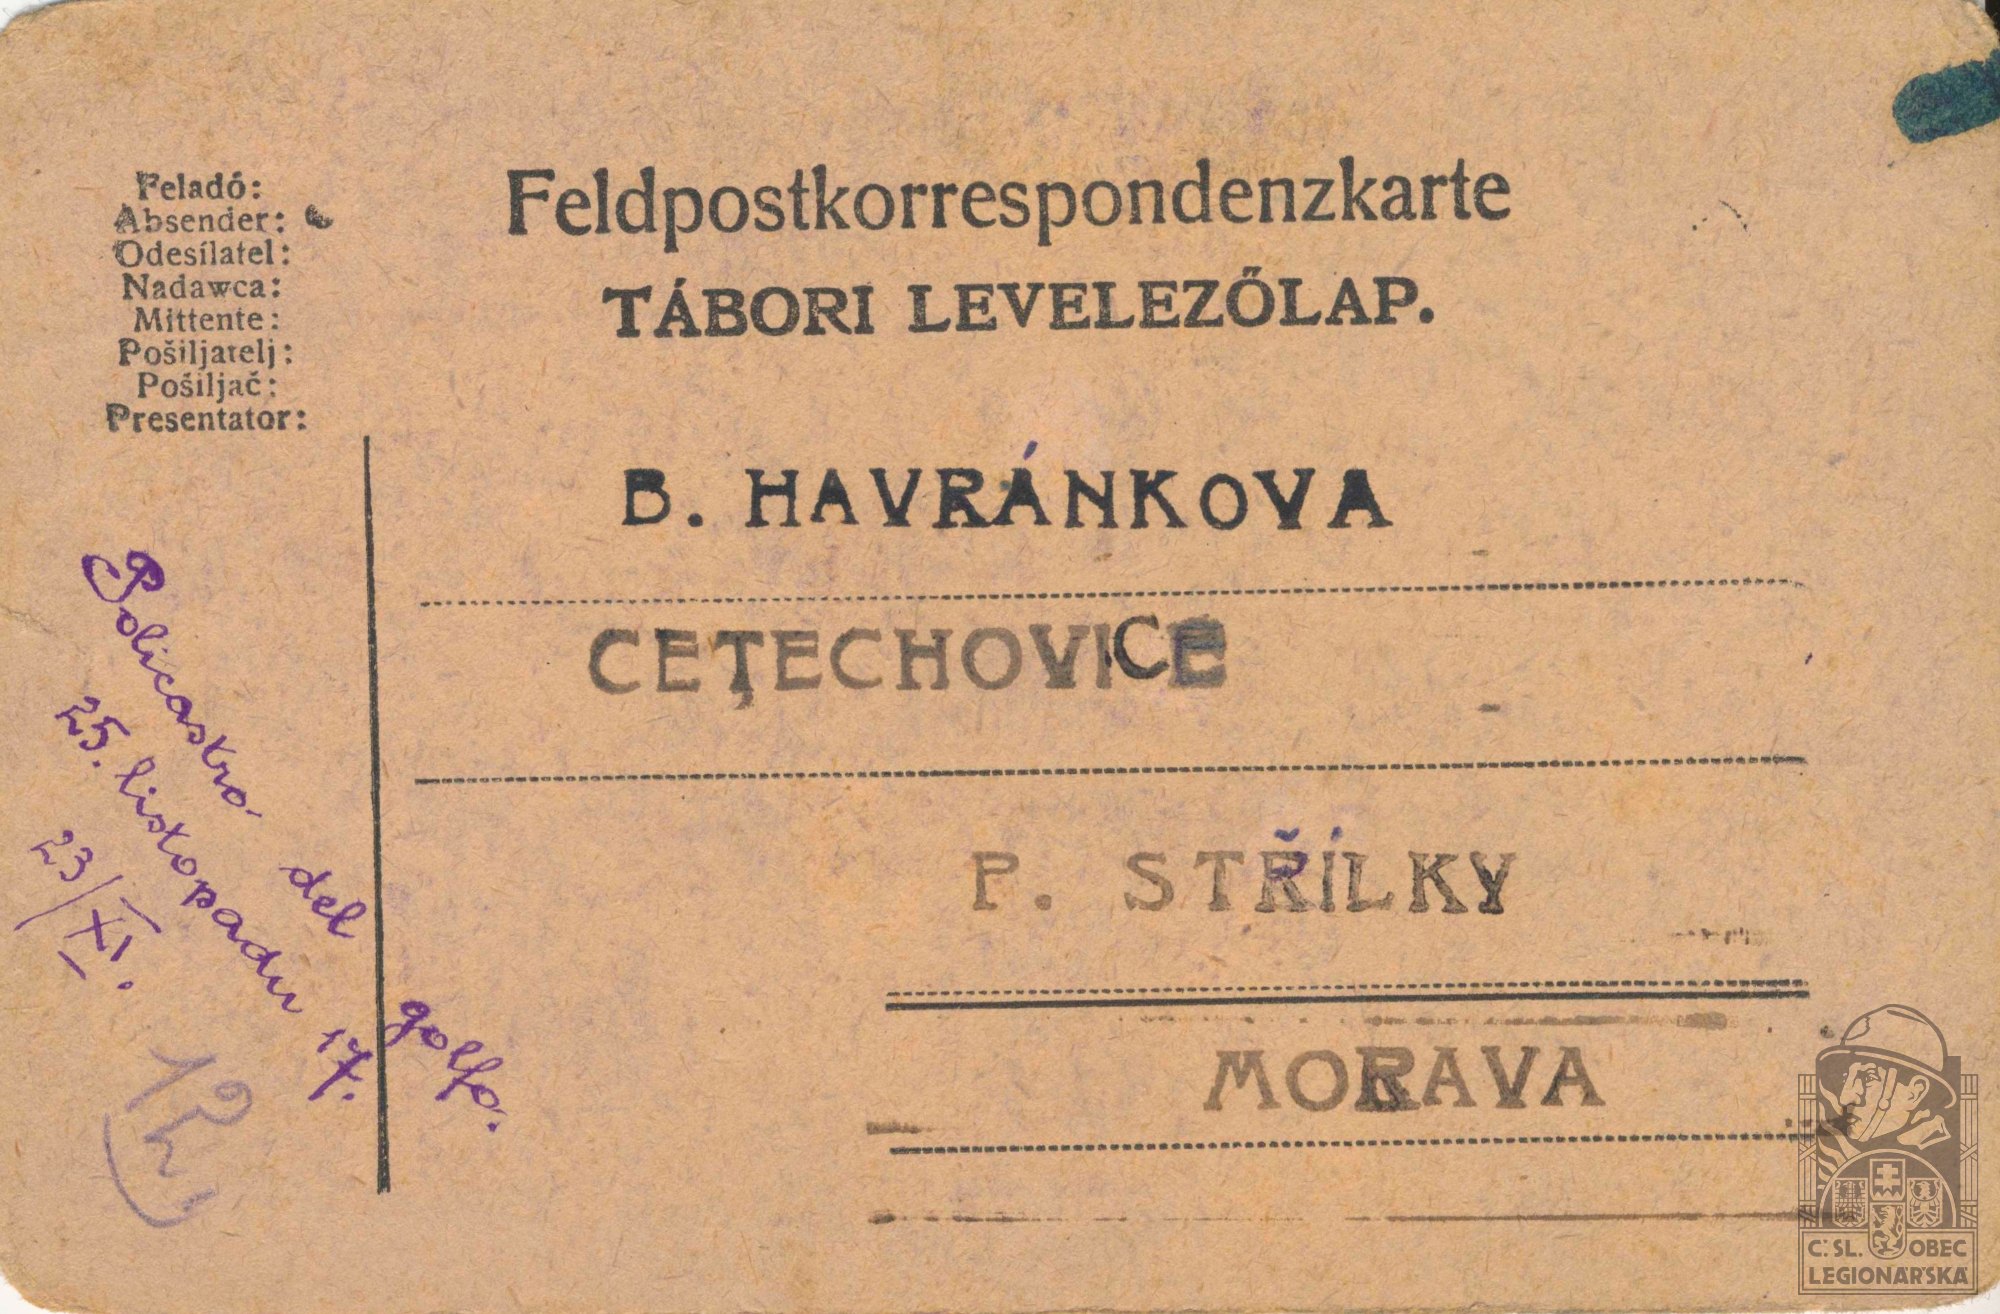 Feladó:
Absender:
Odesílatel:
Nadawca:
Mittente:
Pošiljatelj:
Pošiljač:
Presentator:
Feldpostkorrespondenzkarte
TÁBORI LEVELEZŐLAP.
B. HAVRÁNKOVA
CETECHOVICE
P. STŘÍLKY
MORAVA
Policastro del golfo.
25. listopadu 17.
23/XI.
Č.SL. OBEC
LEGIONÁŘSKÁ